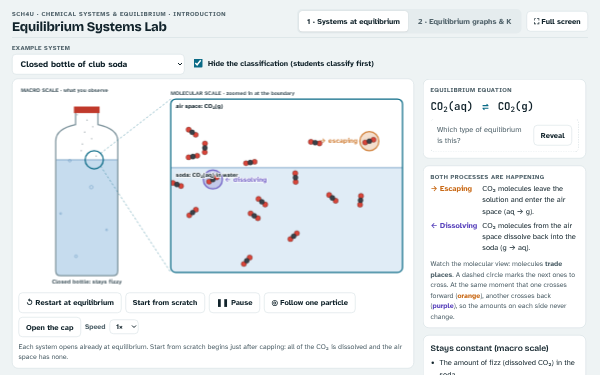 SCH4U · CHEMICAL SYSTEMS & EQUILIBRIUM · INTRODUCTION
Equilibrium Systems Lab
1 · Systems at equilibrium
2 · Equilibrium graphs & K
⛶ Full screen
EXAMPLE SYSTEM
Closed bottle of club soda
Hide the classification (students classify first)
MACRO SCALE · what you observe
MOLECULAR SCALE · zoomed in at the boundary
air space: CO₂(g)
→ escaping
soda: CO₂(aq) in water
← dissolving
Closed bottle: stays fizzy
↺ Restart at equilibrium
Start from scratch
❚❚ Pause
◎ Follow one particle
Open the cap
Speed
1×
Each system opens already at equilibrium. Start from scratch begins just after capping: all of the CO₂ is dissolved and the air
space has none.
EQUILIBRIUM EQUATION
CO₂(aq) ⇌ CO₂(g)
Which type of equilibrium
is this?
Reveal
BOTH PROCESSES ARE HAPPENING
→ Escaping
CO₂ molecules leave the
solution and enter the air
(aq → g).
← Dissolving
CO₂ molecules from the air
space dissolve back into the
soda (g → aq).
Watch the molecular view: molecules trade
places. A dashed circle marks the next ones to
cross. At the same moment that one crosses
forward (orange), another crosses back
(purple), so the amounts on each side never
change.
Stays constant (macro scale)
• The amount of fizz (dissolved CO₂) in the
soda